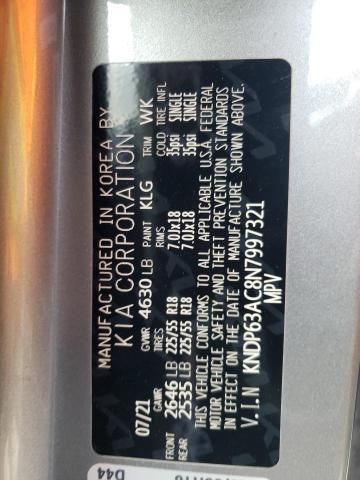 MANUFACTURED IN KOREA BY
KIA CORPORATION
07/21 GVWR 4630 LB PAINT KLG TRIM WK
GAWR TIRES RIMS COLD TIRE INFL
FRONT 2646 LB 225/55 R18 7.0Jx18 35psi SINGLE
REAR 2535 LB 225/55 R18 7.0Jx18 35psi SINGLE
THIS VEHICLE CONFORMS TO ALL APPLICABLE U.S.A. FEDERAL
MOTOR VEHICLE SAFETY AND THEFT PREVENTION STANDARDS
IN EFFECT ON THE DATE OF MANUFACTURE SHOWN ABOVE.
V.I.N KNDP63AC8N7997321
MPV
D44